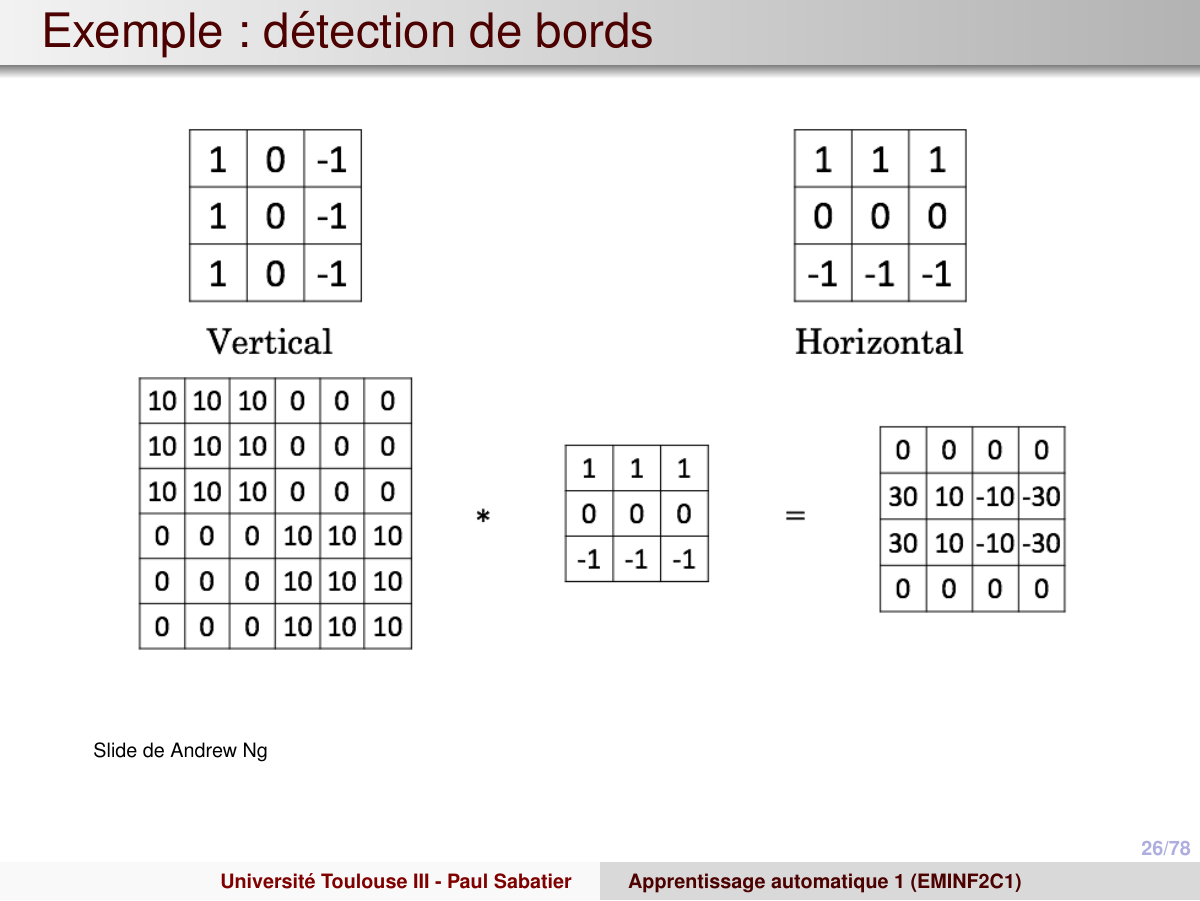 Exemple : détection de bords
1 0 -1
1 0 -1
1 0 -1
Vertical
1 1 1
0 0 0
-1 -1 -1
Horizontal
10 10 10 0 0 0
10 10 10 0 0 0
10 10 10 0 0 0
0 0 0 10 10 10
0 0 0 10 10 10
0 0 0 10 10 10
*
1 1 1
0 0 0
-1 -1 -1
=
0 0 0 0
30 10 -10 -30
30 10 -10 -30
0 0 0 0
Slide de Andrew Ng
26/78
Université Toulouse III - Paul Sabatier
Apprentissage automatique 1 (EMINF2C1)